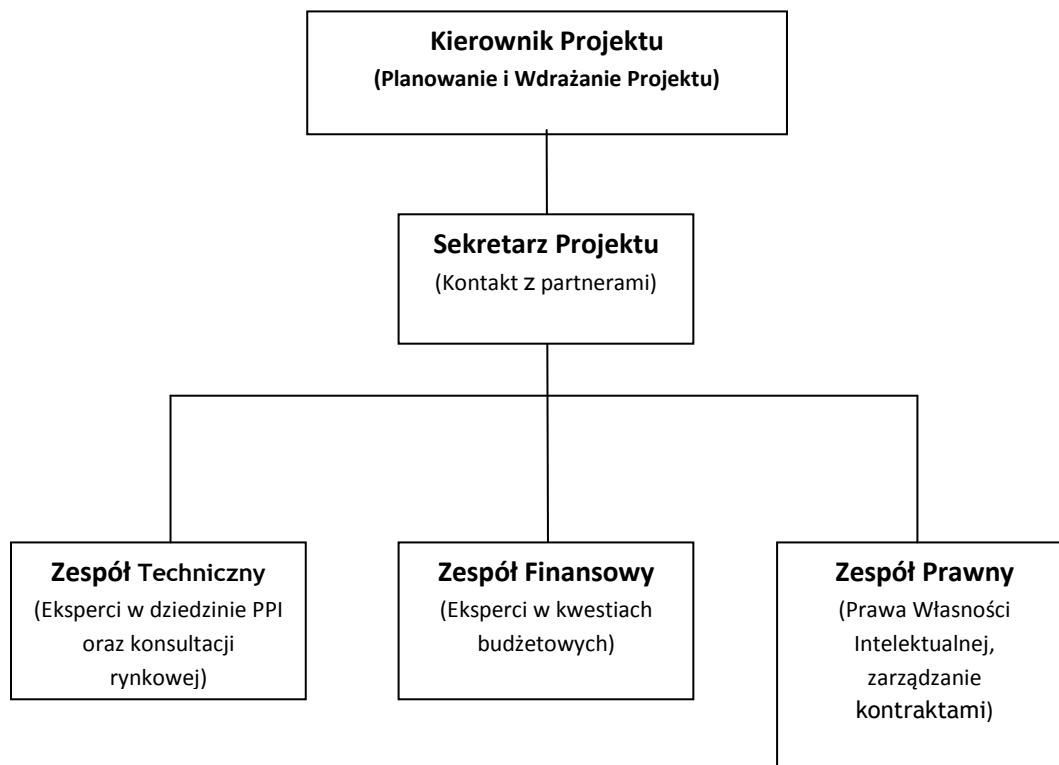 Kierownik Projektu
(Planowanie i Wdrażanie Projektu)
Sekretarz Projektu
(Kontakt z partnerami)
Zespół Techniczny
(Eksperci w dziedzinie PPI
oraz konsultacji
rynkowej)
Zespół Finansowy
(Eksperci w kwestiach
budżetowych)
Zespół Prawny
(Prawa Własności
Intelektualnej,
zarządzanie
kontraktami)